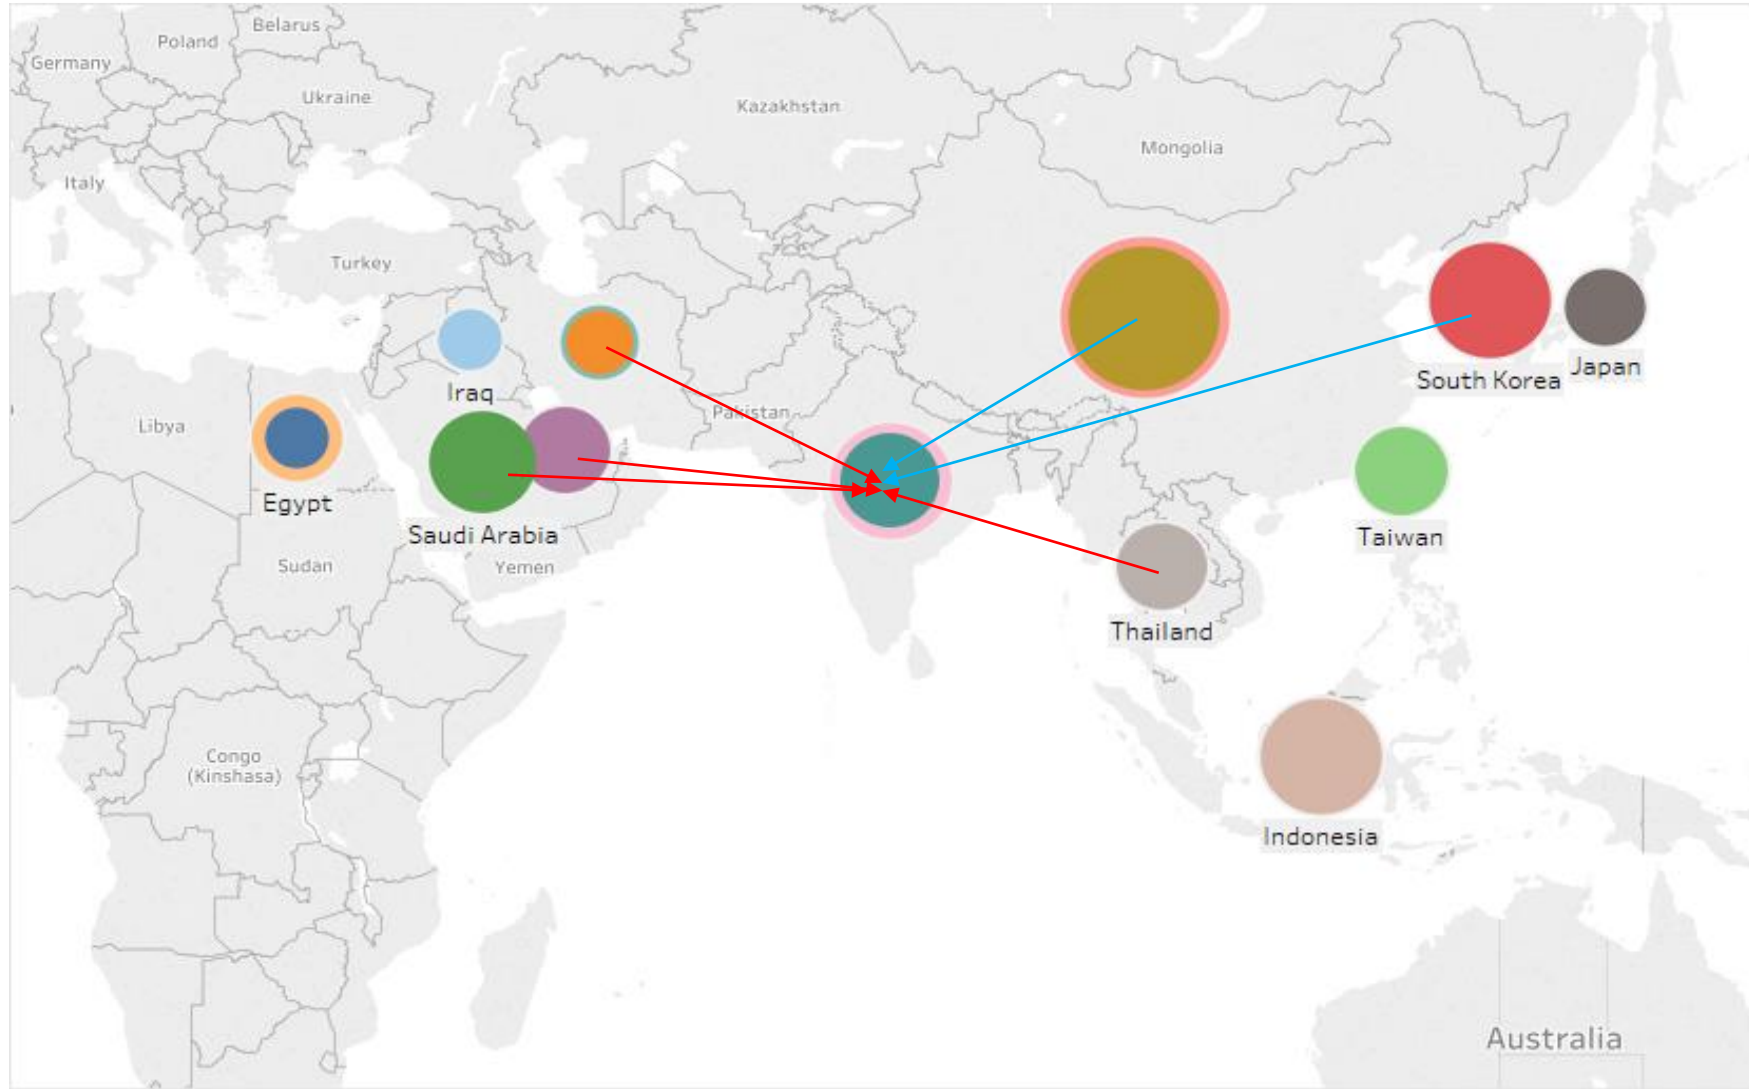 Belarus
Poland
Germany
Ukraine
Kazakhstan
Mongolia
Italy
Turkey
Iraq
South Korea
Japan
Pakistan
Libya
Egypt
Saudi Arabia
Taiwan
Sudan
Yemen
Thailand
Congo
(Kinshasa)
Indonesia
Australia